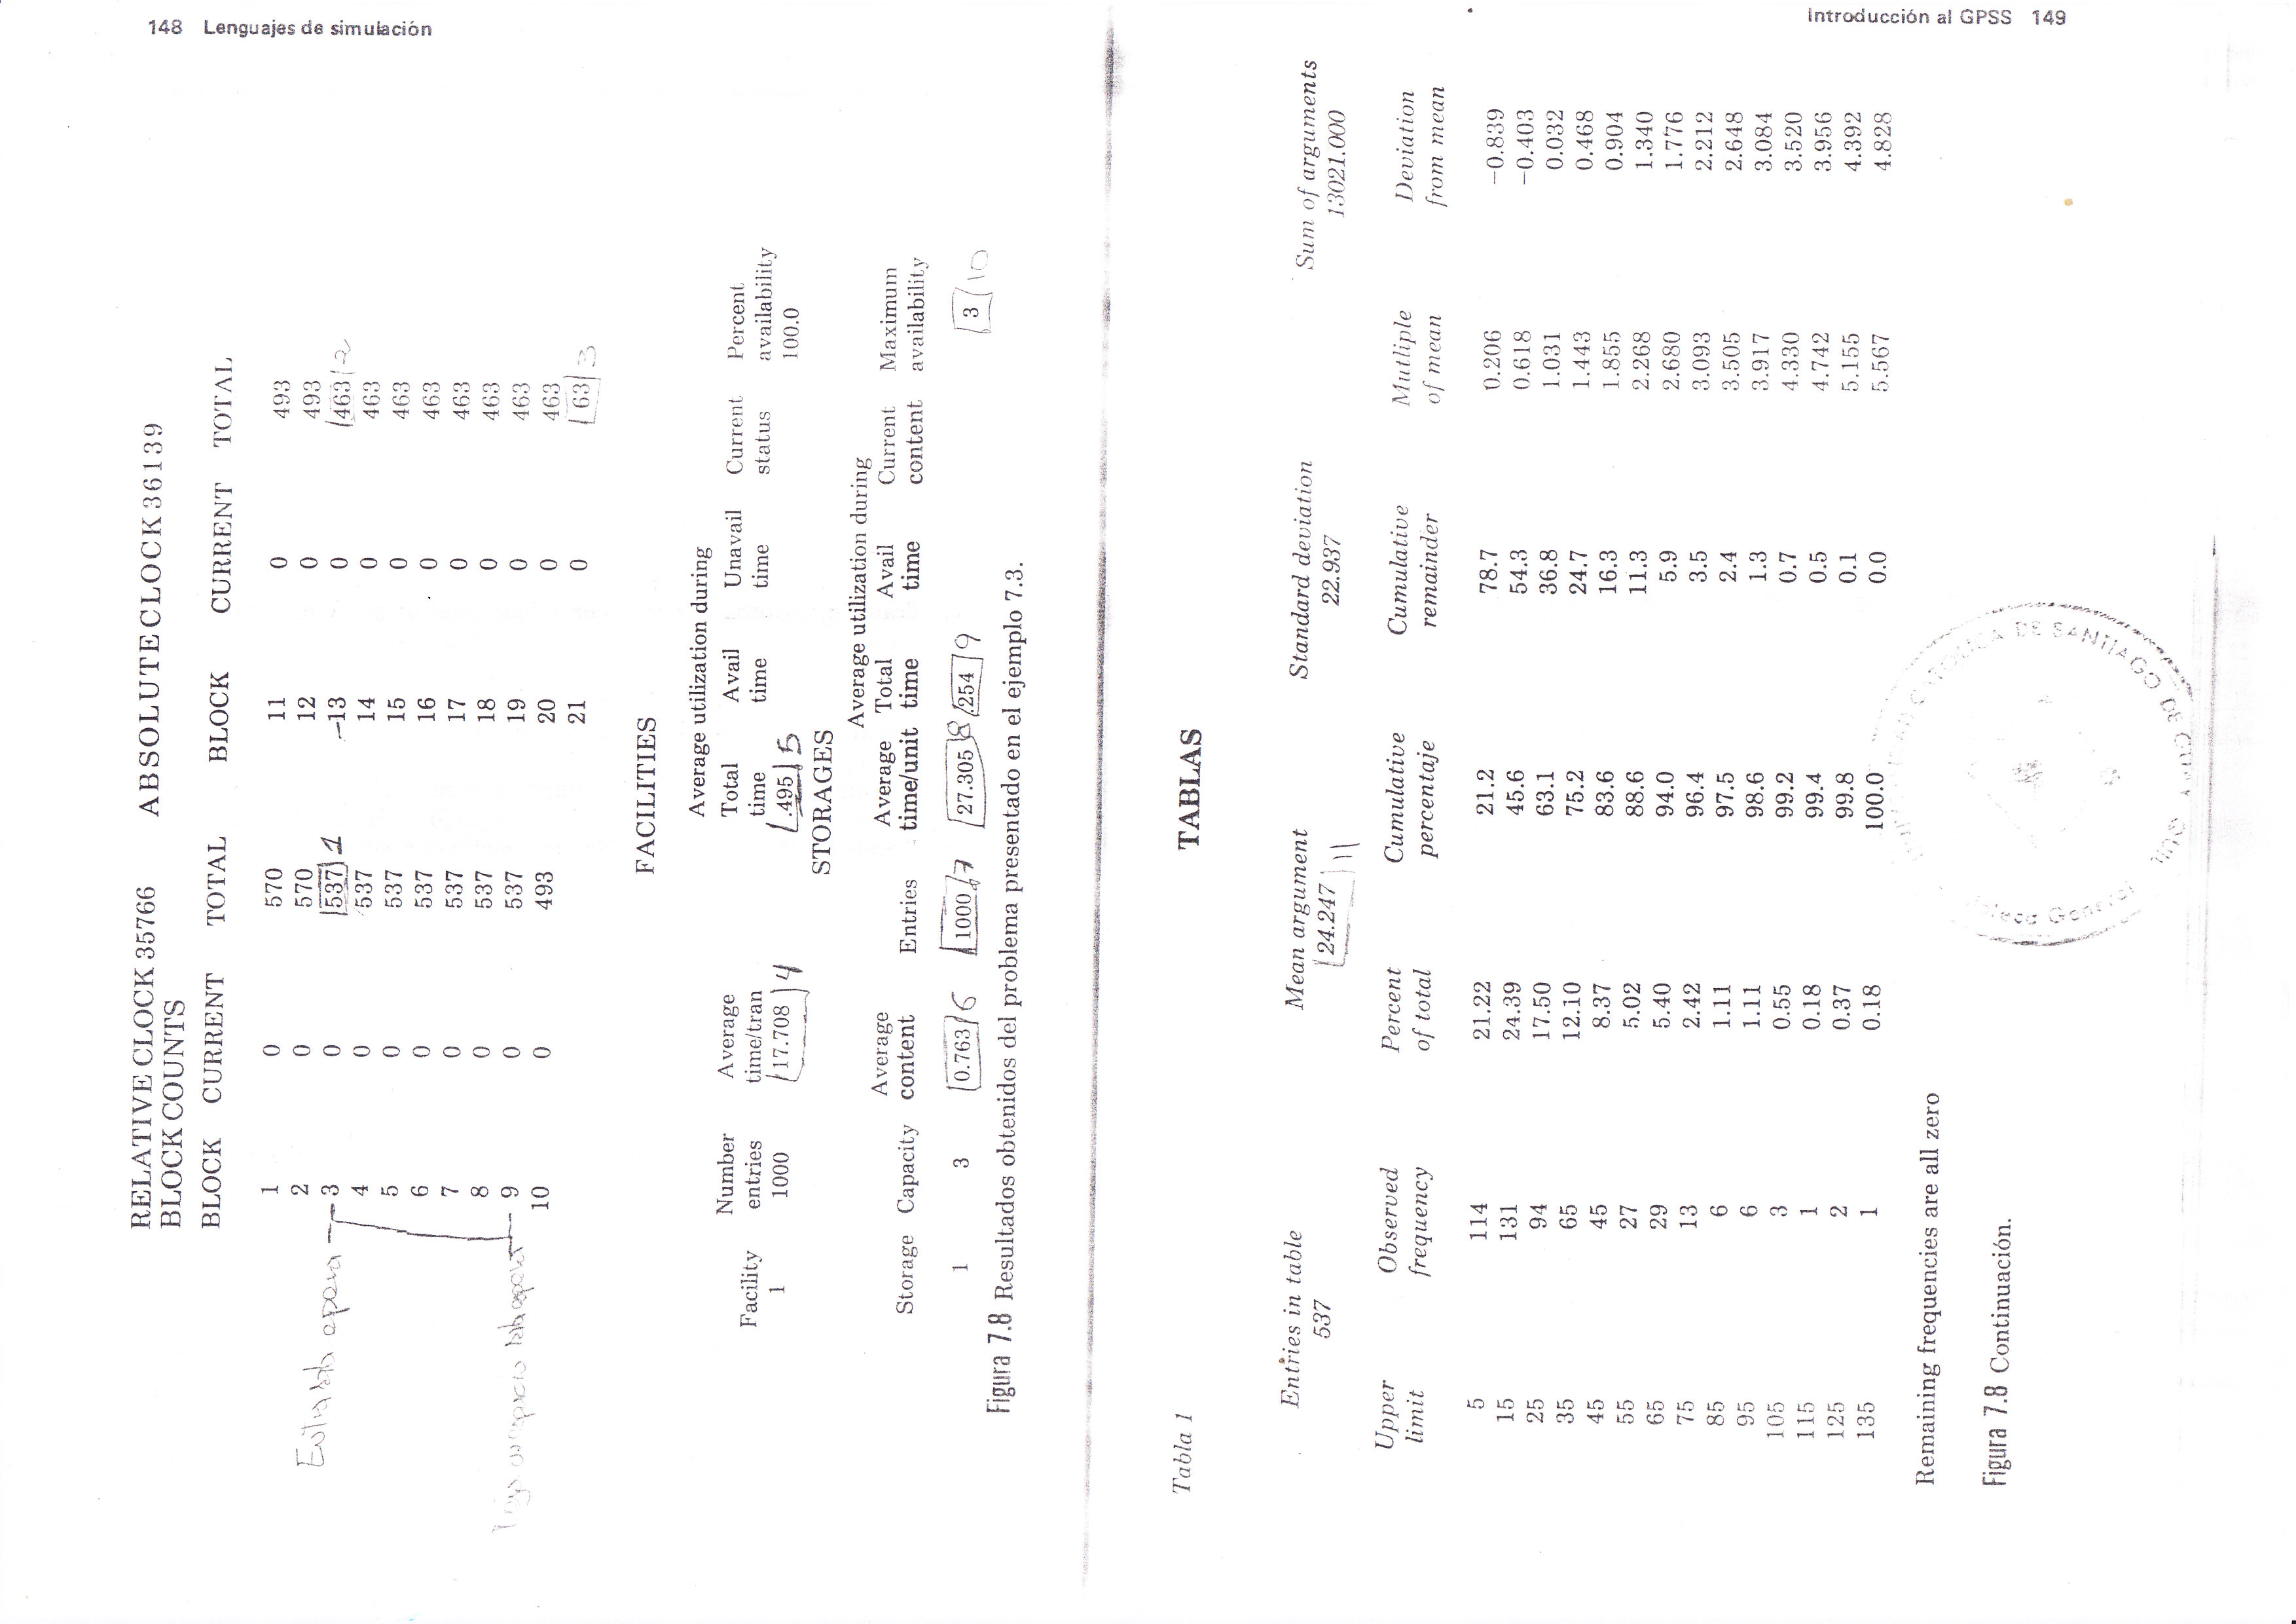 148 Lenguajes de simulación
RELATIVE CLOCK 35766 ABSOLUTE CLOCK 36139
BLOCK COUNTS
BLOCK CURRENT TOTAL BLOCK CURRENT TOTAL
1 0 570 11 0 493
2 0 570 12 0 493
3 0 537 1 13 0 463 2
4 0 537 14 0 463
5 0 537 15 0 463
6 0 537 16 0 463
7 0 537 17 0 463
8 0 537 18 0 463
9 0 537 19 0 463
10 0 493 20 0 463
21 0 63 3
FACILITIES
Average utilization during
Facility Number entries Average time/tran Total time Avail time Unavail time Current status Percent availability
1 1000 17.708 4 .495 5 100.0
STORAGES
Average utilization during
Storage Capacity Average content Entries Average time/unit Total time Avail time Current content Maximum availability
1 3 0.763 6 1000 7 27.305 8 .254 9 3 10
Figura 7.8 Resultados obtenidos del problema presentado en el ejemplo 7.3.
Introducción al GPSS 149
TABLAS
Tabla 1
Entries in table Mean argument Standard deviation Sum of arguments
537 24.247 11 22.937 13021.000
Upper limit Observed frequency Percent of total Cumulative percentaje Cumulative remainder Mutliple of mean Deviation from mean
5 114 21.22 21.2 78.7 0.206 −0.839
15 131 24.39 45.6 54.3 0.618 −0.403
25 94 17.50 63.1 36.8 1.031 0.032
35 65 12.10 75.2 24.7 1.443 0.468
45 45 8.37 83.6 16.3 1.855 0.904
55 27 5.02 88.6 11.3 2.268 1.340
65 29 5.40 94.0 5.9 2.680 1.776
75 13 2.42 96.4 3.5 3.093 2.212
85 6 1.11 97.5 2.4 3.505 2.648
95 6 1.11 98.6 1.3 3.917 3.084
105 3 0.55 99.2 0.7 4.330 3.520
115 1 0.18 99.4 0.5 4.742 3.956
125 2 0.37 99.8 0.1 5.155 4.392
135 1 0.18 100.0 0.0 5.567 4.828
Remaining frequencies are all zero
Figura 7.8 Continuación.
CATOLICA DE SANTIAGO DE GUAYAQUIL
Biblioteca General